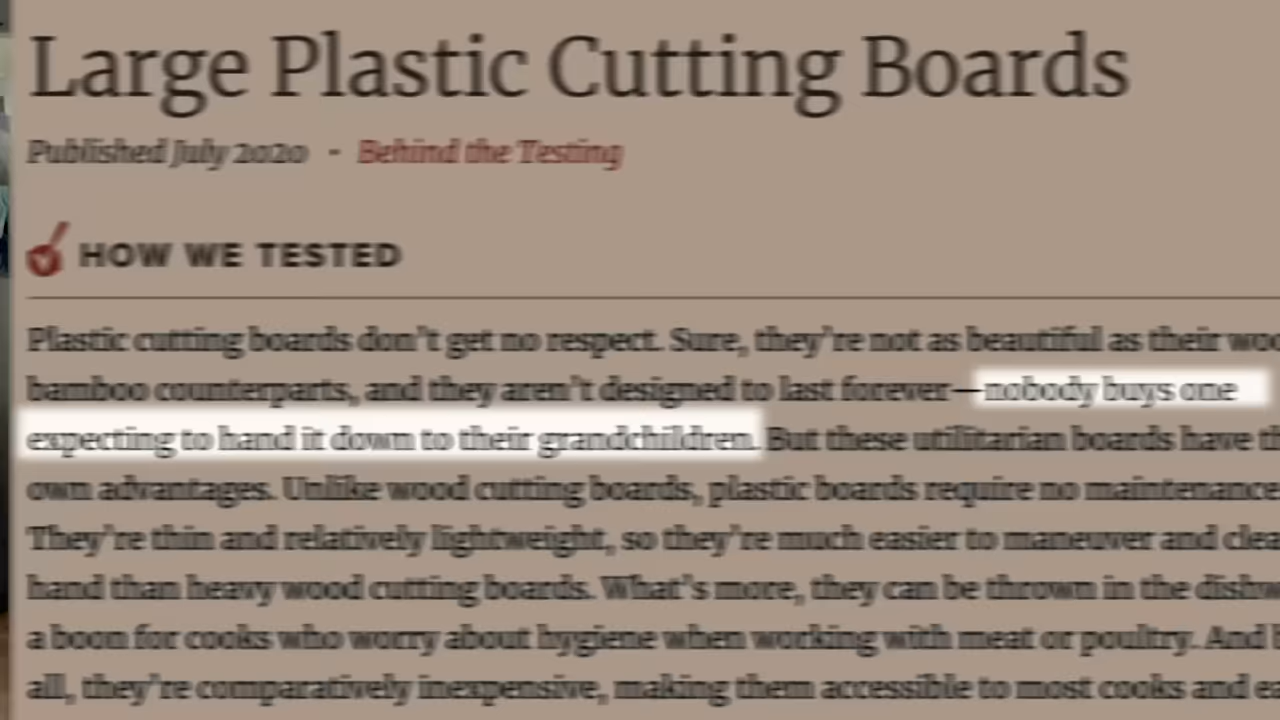 Large Plastic Cutting Boards
Published July 2020 - Behind the Testing
HOW WE TESTED
Plastic cutting boards don't get no respect. Sure, they're not as beautiful as their woo
bamboo counterparts, and they aren't designed to last forever—nobody buys one
expecting to hand it down to their grandchildren. But these utilitarian boards have th
own advantages. Unlike wood cutting boards, plastic boards require no maintenance
They're thin and relatively lightweight, so they're much easier to maneuver and clea
hand than heavy wood cutting boards. What's more, they can be thrown in the dishw
a boon for cooks who worry about hygiene when working with meat or poultry. And
all, they're comparatively inexpensive, making them accessible to most cooks and ea